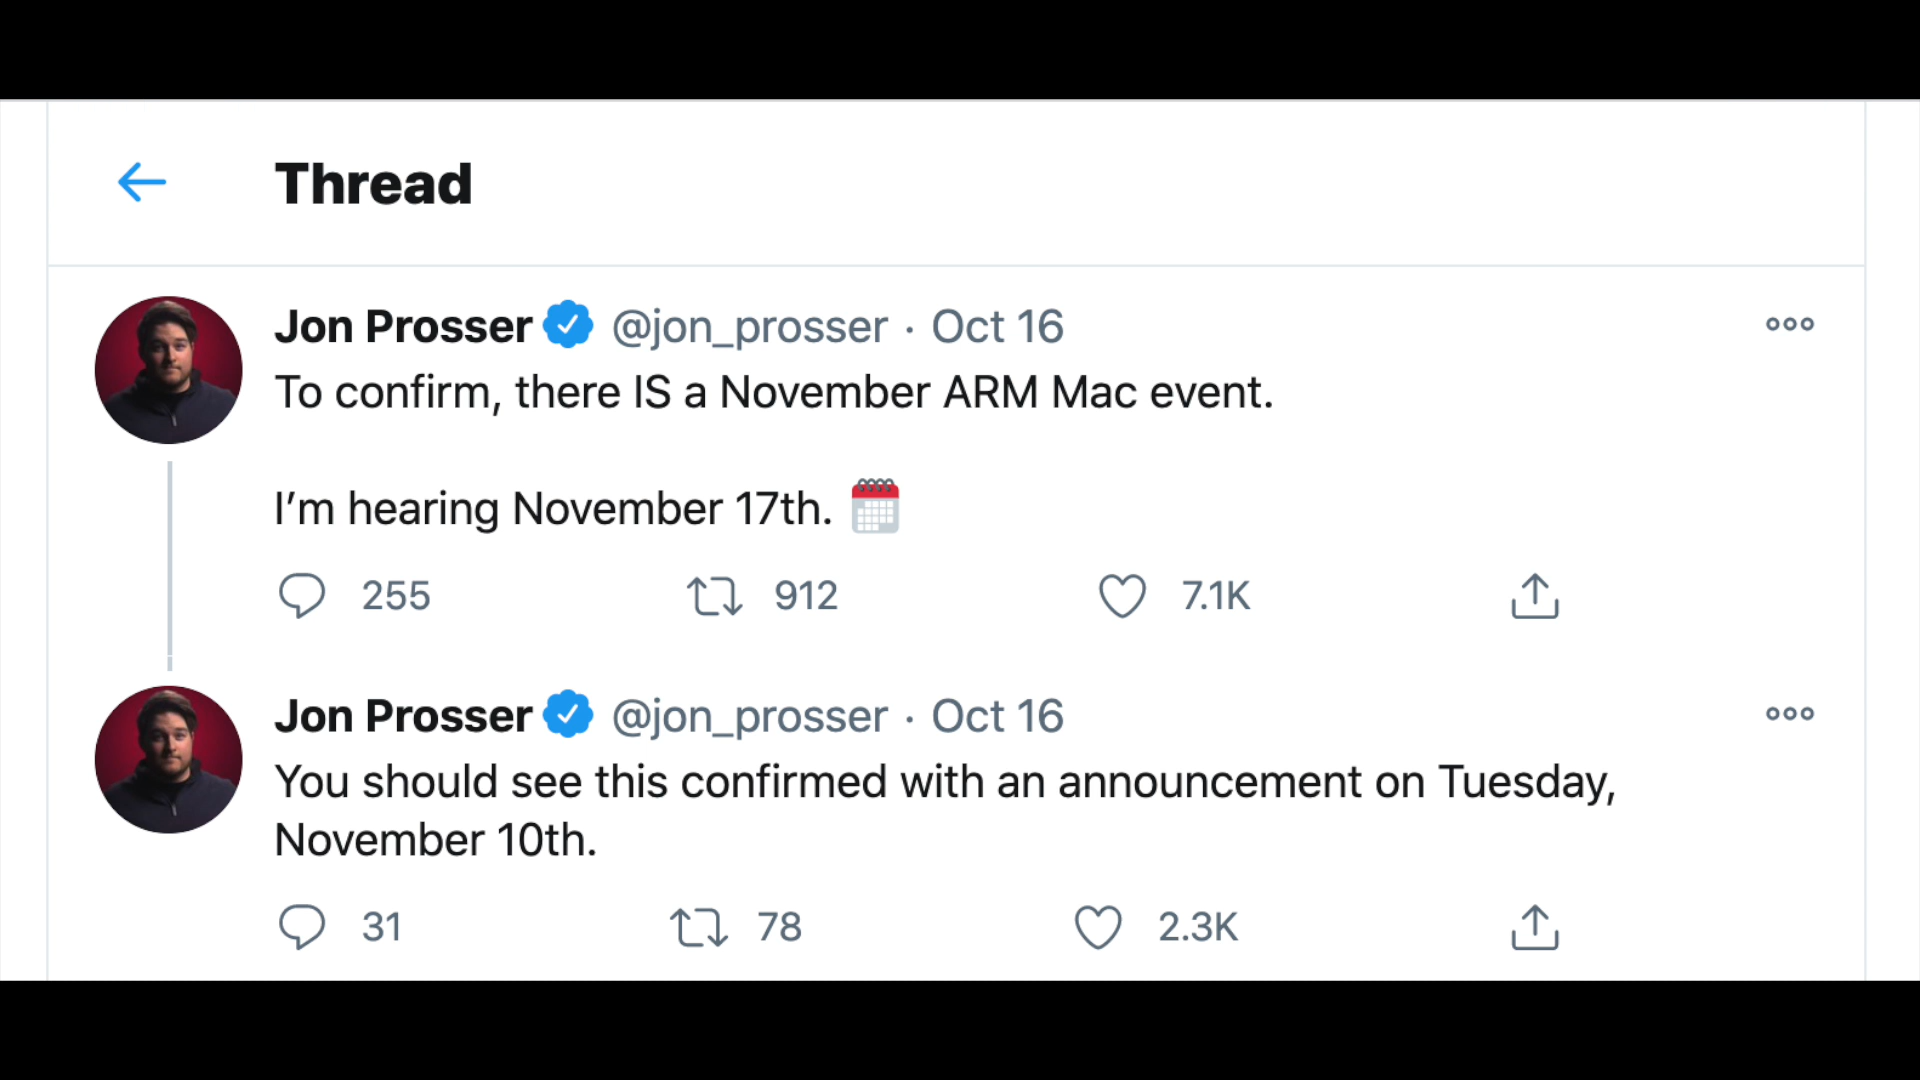 Thread
Jon Prosser @jon_prosser · Oct 16
To confirm, there IS a November ARM Mac event.
I’m hearing November 17th.
255 912 7.1K
Jon Prosser @jon_prosser · Oct 16
You should see this confirmed with an announcement on Tuesday,
November 10th.
31 78 2.3K